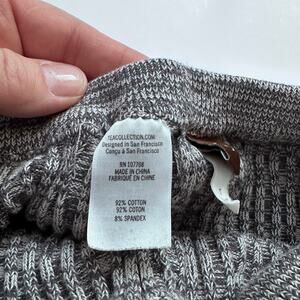 TEACOLLECTION.COM
Designed in San Francisco
Conçu à San Francisco
RN 107708
MADE IN CHINA
FABRIQUÉ EN CHINE
92% COTTON
92% COTON
8% SPANDEX